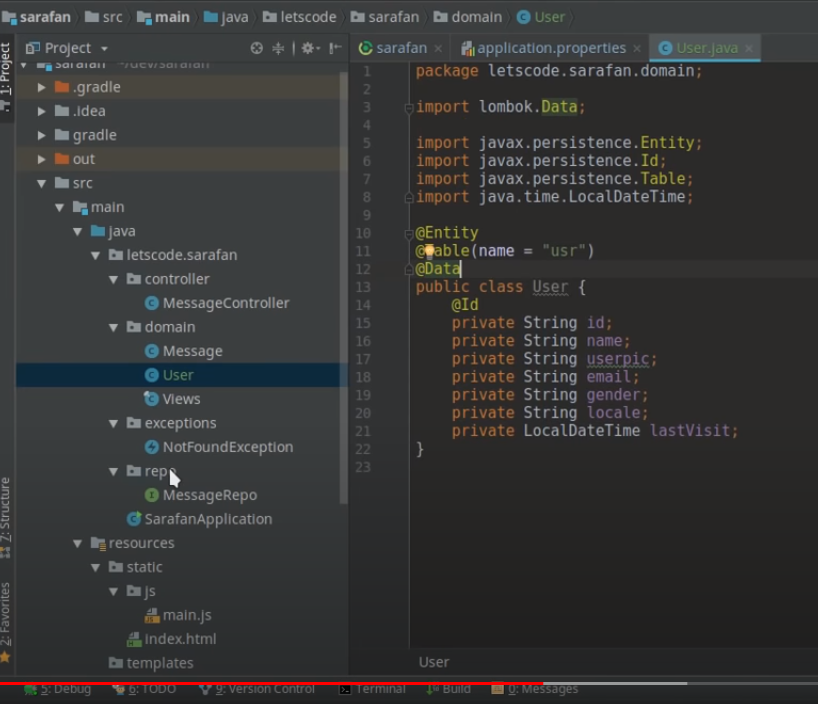 sarafan src main java letscode sarafan domain User
Project
sarafan application.properties User.java
1: Project
7: Structure
2: Favorites
sarafan ~/dev/sarafan
.gradle
.idea
gradle
out
src
main
java
letscode.sarafan
controller
MessageController
domain
Message
User
Views
exceptions
NotFoundException
repo
MessageRepo
SarafanApplication
resources
static
js
main.js
index.html
templates
1 package letscode.sarafan.domain;
2
3 import lombok.Data;
4
5 import javax.persistence.Entity;
6 import javax.persistence.Id;
7 import javax.persistence.Table;
8 import java.time.LocalDateTime;
9
10 @Entity
11 @Table(name = "usr")
12 @Data
13 public class User {
14 @Id
15 private String id;
16 private String name;
17 private String userpic;
18 private String email;
19 private String gender;
20 private String locale;
21 private LocalDateTime lastVisit;
22 }
23
User
5: Debug 6: TODO 9: Version Control Terminal Build 0: Messages